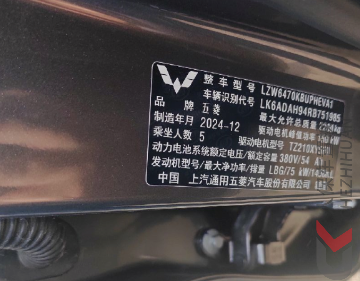 整车型号 LZW6470KBUPHEVA1
车辆识别代号 LK6ADAH94RB751985
品牌 五菱 最大允许总质量
制造年月 2024-12 驱动电机峰值功率
乘坐人数 5 驱动电机型号
动力电池系统额定电压/额定容量 380V/54
发动机型号/最大净功率/排量 LBG/75 kW/
中国 上汽通用五菱汽车股份有限公司